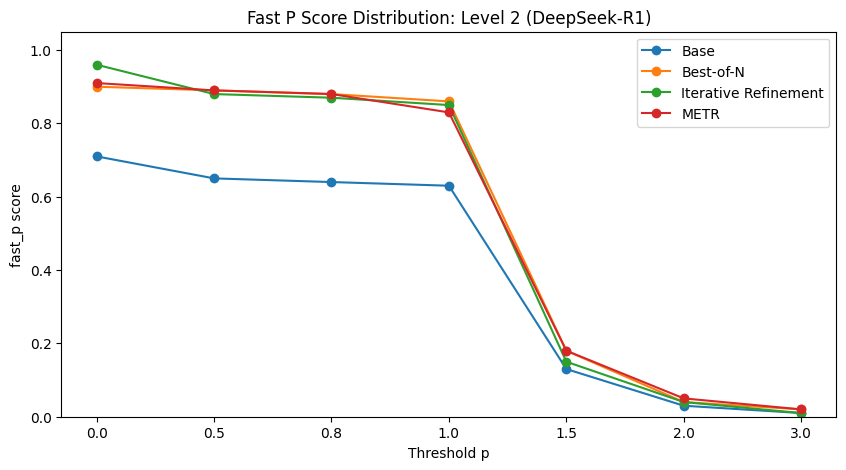 Fast P Score Distribution: Level 2 (DeepSeek-R1)
Base
Best-of-N
Iterative Refinement
METR
fast_p score
1.0
0.8
0.6
0.4
0.2
0.0
0.0 0.5 0.8 1.0 1.5 2.0 3.0
Threshold p